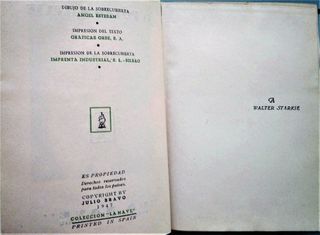 DIBUJO DE LA SOBRECUBIERTA
ANGEL ESTEBAN
IMPRESION DEL TEXTO
GRAFICAS ORBE, S. A.
IMPRESION DE LA SOBRECUBIERTA
IMPRENTA INDUSTRIAL, S. L.-BILBAO
ES PROPIEDAD
Derechos reservados
para todos los países.
COPYRIGHT BY
JULIO BRAVO
1947
COLECCIÓN "LA NAVE"
PRINTED IN SPAIN
A
WALTER STARKIE